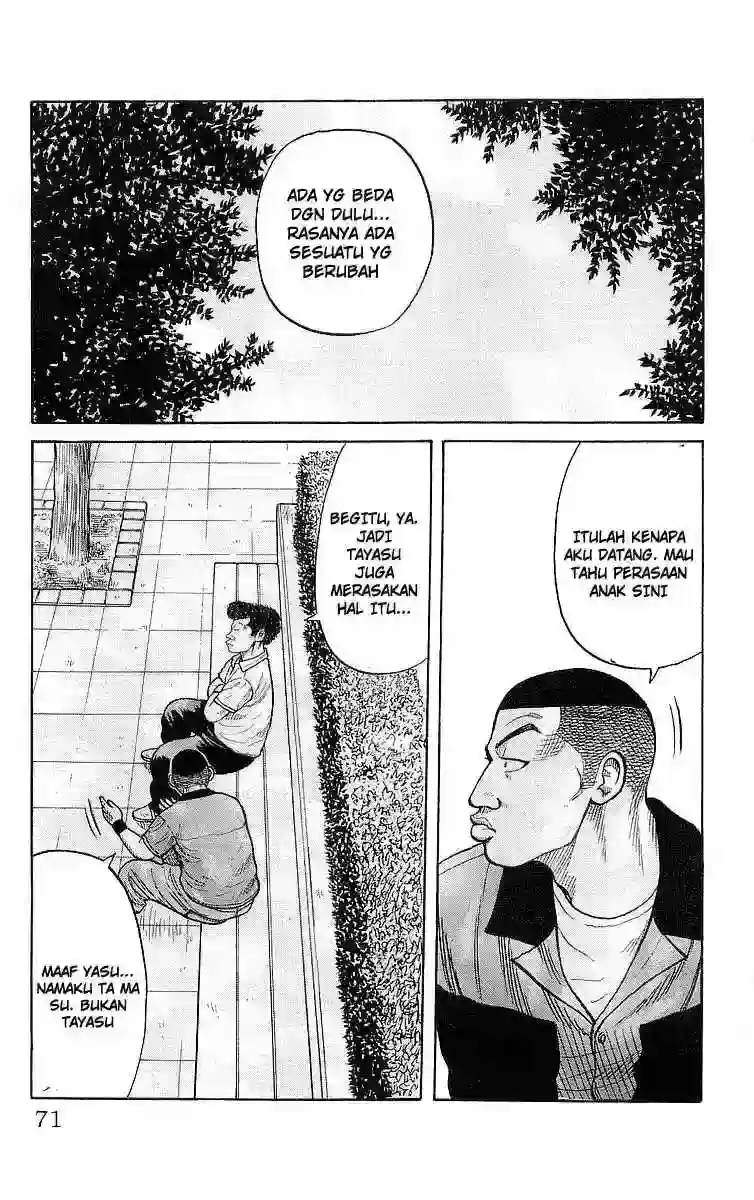 ADA YG BEDA
DGN DULU...
RASANYA ADA
SESUATU YG
BERUBAH
ITULAH KENAPA
AKU DATANG. MAU
TAHU PERASAAN
ANAK SINI
BEGITU, YA.
JADI
TAYASU
JUGA
MERASAKAN
HAL ITU...
MAAF YASU...
NAMAKU TA MA
SU. BUKAN
TAYASU
71